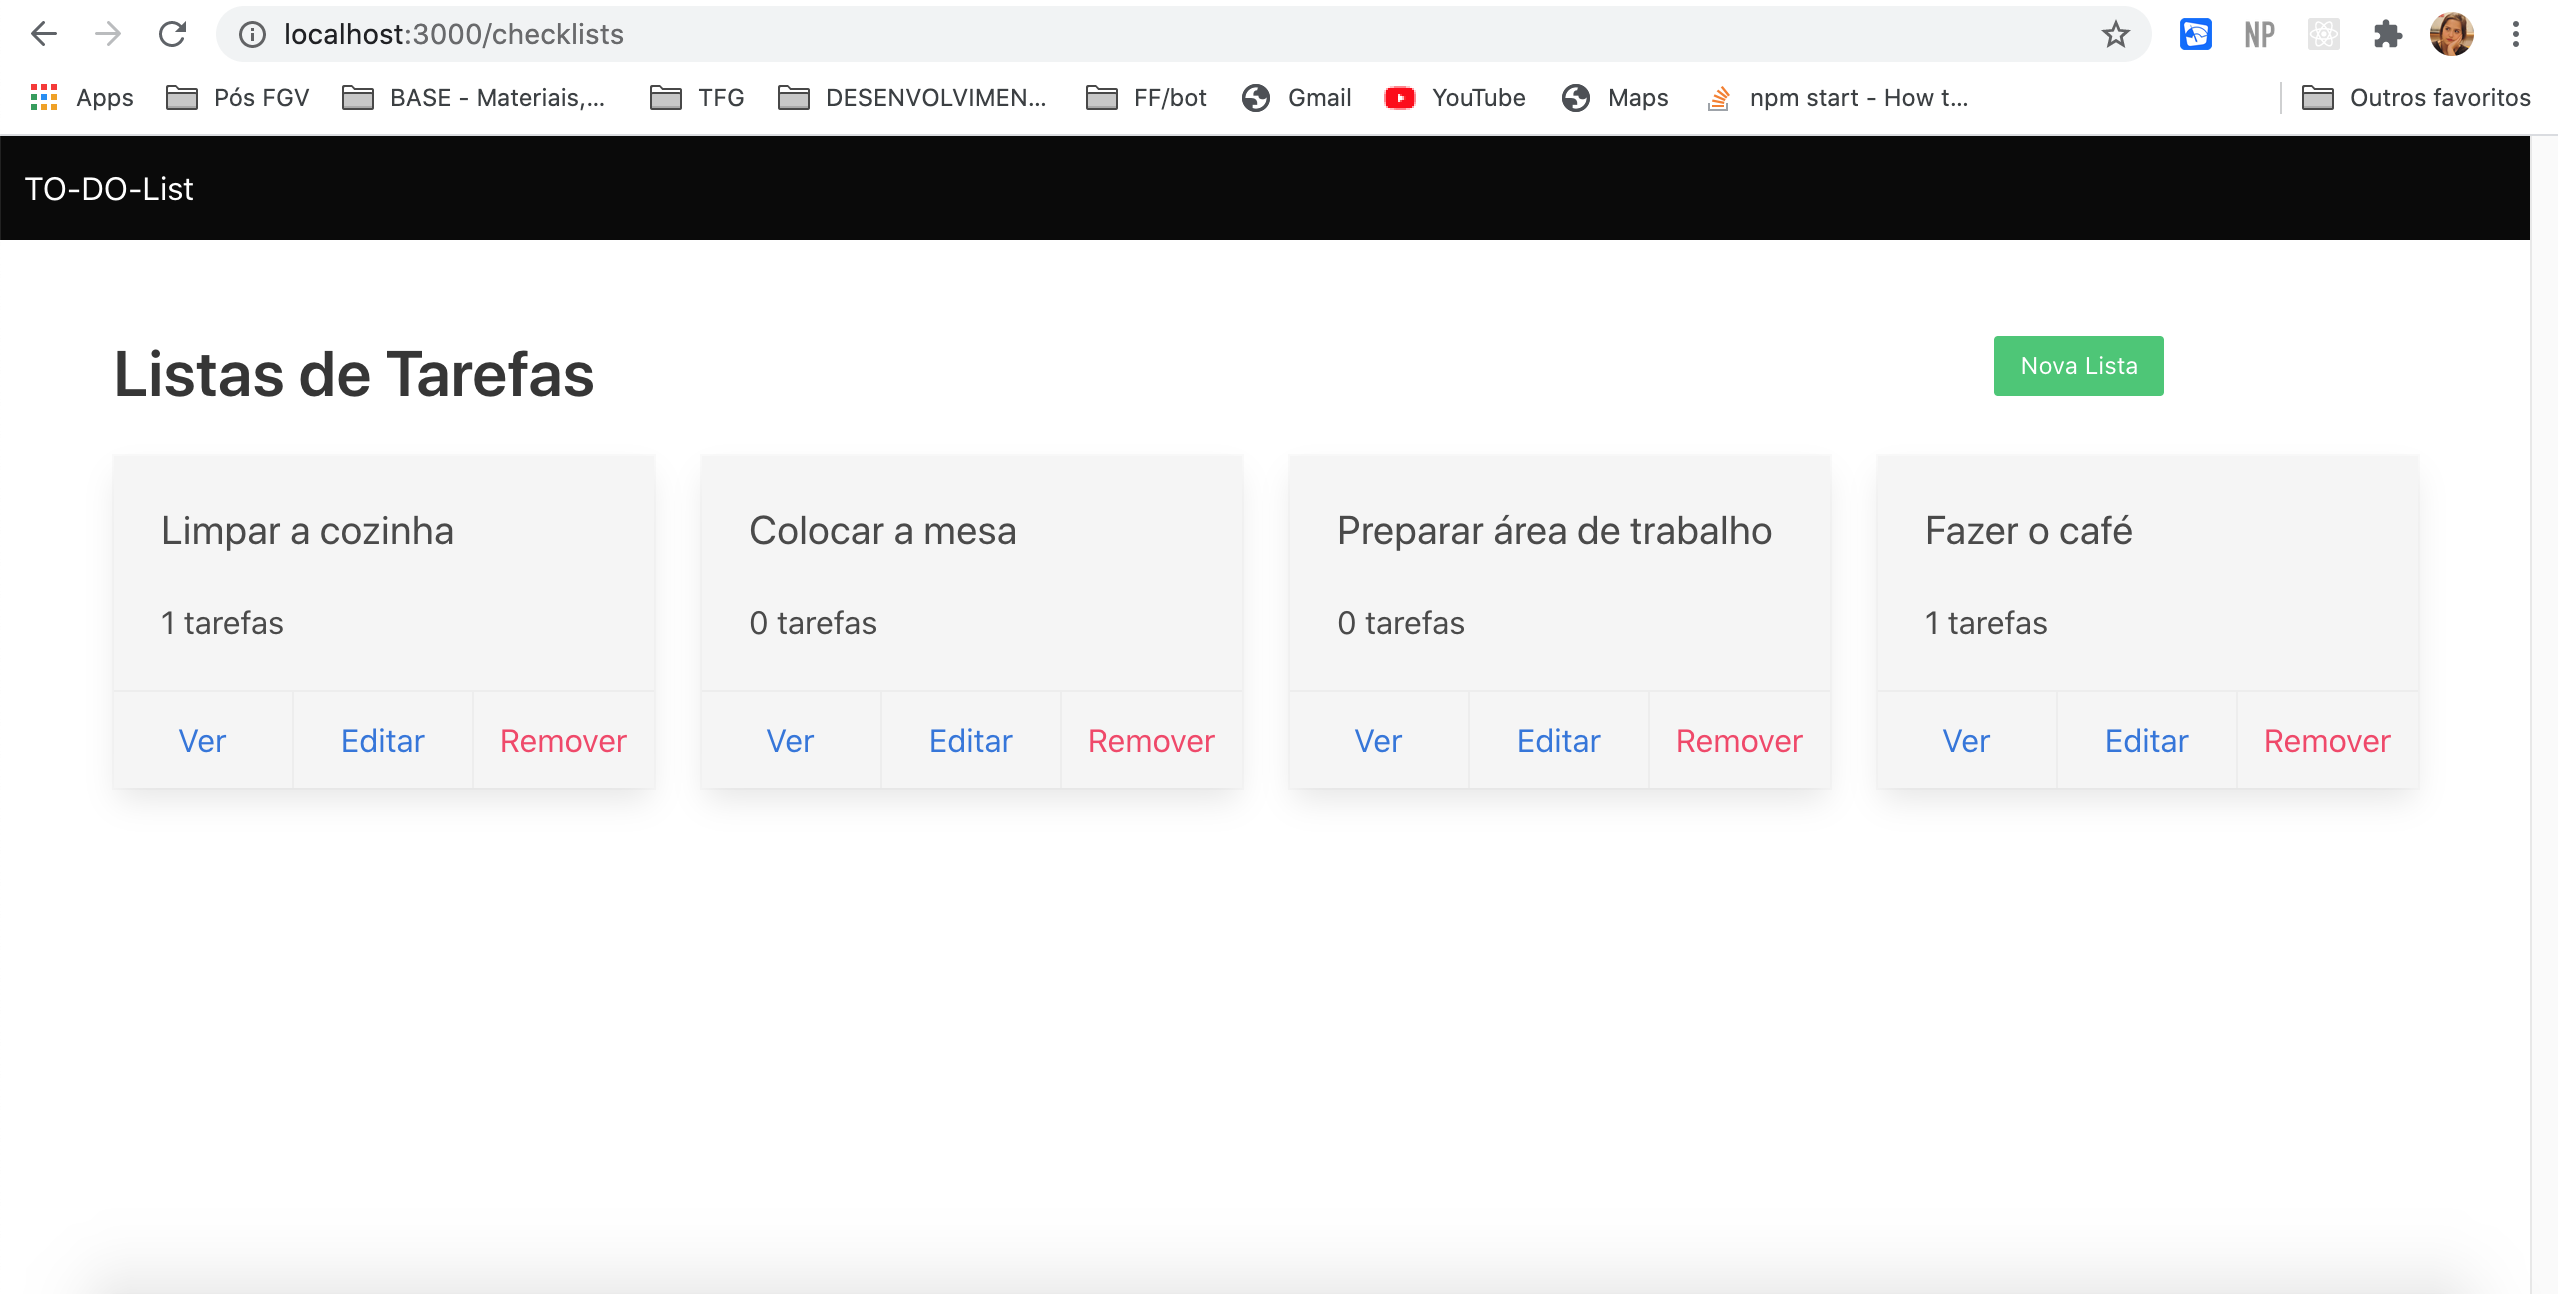 localhost:3000/checklists
NP
Apps Pós FGV BASE - Materiais,... TFG DESENVOLVIMEN... FF/bot Gmail YouTube Maps npm start - How t... Outros favoritos
TO-DO-List
Listas de Tarefas
Nova Lista
Limpar a cozinha
1 tarefas
Ver Editar Remover
Colocar a mesa
0 tarefas
Ver Editar Remover
Preparar área de trabalho
0 tarefas
Ver Editar Remover
Fazer o café
1 tarefas
Ver Editar Remover